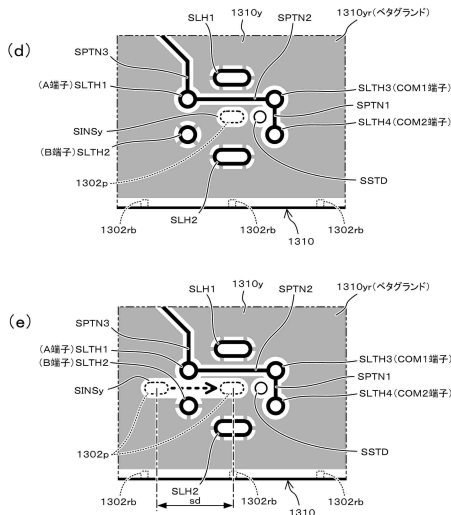 (d)
SLH1
1310y
SPTN2
1310yr(ベタグランド)
SPTN3
(A端子)SLTH1
SLTH3(COM1端子)
SPTN1
SINSy
SLTH4(COM2端子)
(B端子)SLTH2
SSTD
1302p
SLH2
1302rb
1302rb
1302rb
1310
(e)
SLH1
1310y
SPTN2
1310yr(ベタグランド)
SPTN3
(A端子)SLTH1
SLTH3(COM1端子)
(B端子)SLTH2
SPTN1
SINSy
SLTH4(COM2端子)
SSTD
1302p
SLH2
1302rb
1302rb
1302rb
sd
1310